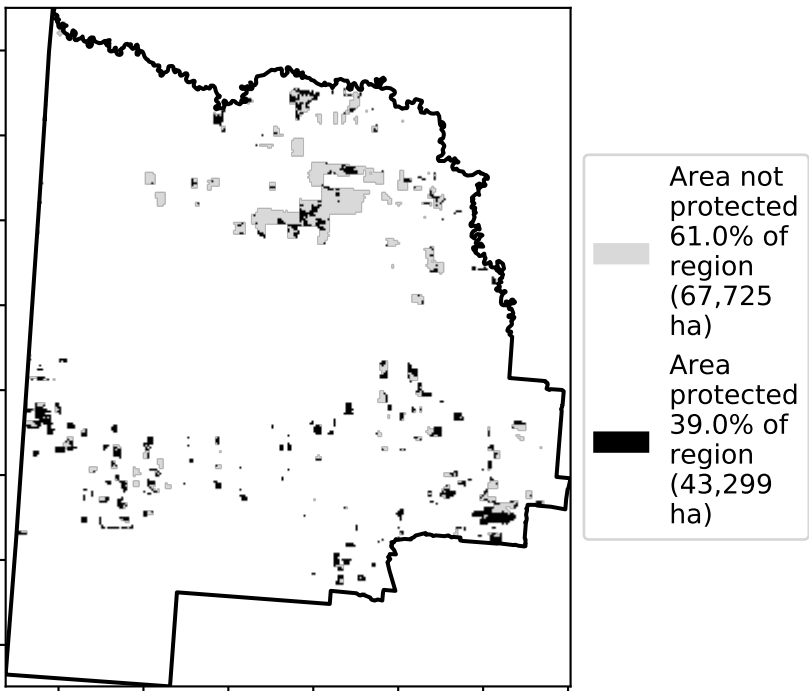 Area not
protected
61.0% of
region
(67,725
ha)
Area
protected
39.0% of
region
(43,299
ha)